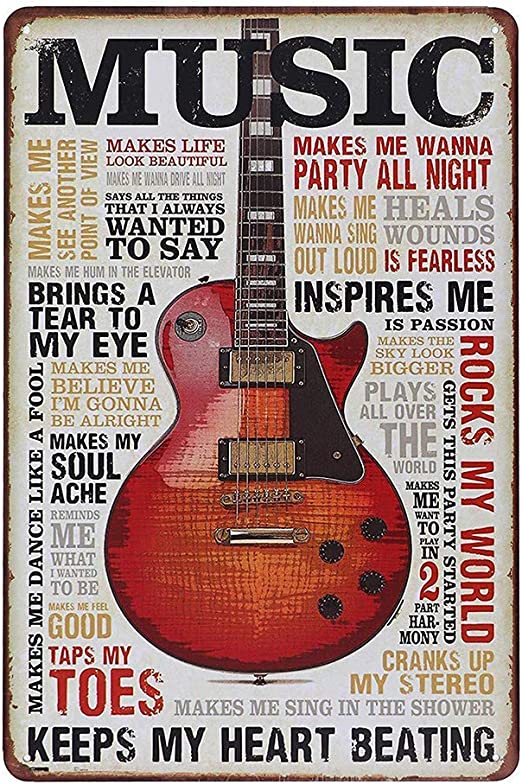 MUSIC
MAKES ME
SEE ANOTHER
POINT OF VIEW
MAKES LIFE
LOOK BEAUTIFUL
MAKES ME WANNA DRIVE ALL NIGHT
SAYS ALL THE THINGS
THAT I ALWAYS
WANTED
TO SAY
MAKES ME HUM IN THE ELEVATOR
BRINGS A
TEAR TO
MY EYE
MAKES ME
BELIEVE
I'M GONNA
BE ALRIGHT
MAKES MY
SOUL
ACHE
REMINDS
ME
WHAT
I WANTED
TO BE
MAKES ME FEEL
GOOD
TAPS MY
TOES
MAKES ME DANCE LIKE A FOOL
MAKES ME WANNA
PARTY ALL NIGHT
MAKES ME
WANNA SING
OUT LOUD
HEALS
WOUNDS
IS FEARLESS
INSPIRES ME
IS PASSION
MAKES THE
SKY LOOK
BIGGER
PLAYS
ALL OVER
THE
WORLD
ROCKS MY WORLD
GETS THIS PARTY STARTED
MAKES
ME
WANT
TO
PLAY
IN
2
PART
HAR-
MONY
CRANKS UP
MY STEREO
MAKES ME SING IN THE SHOWER
KEEPS MY HEART BEATING